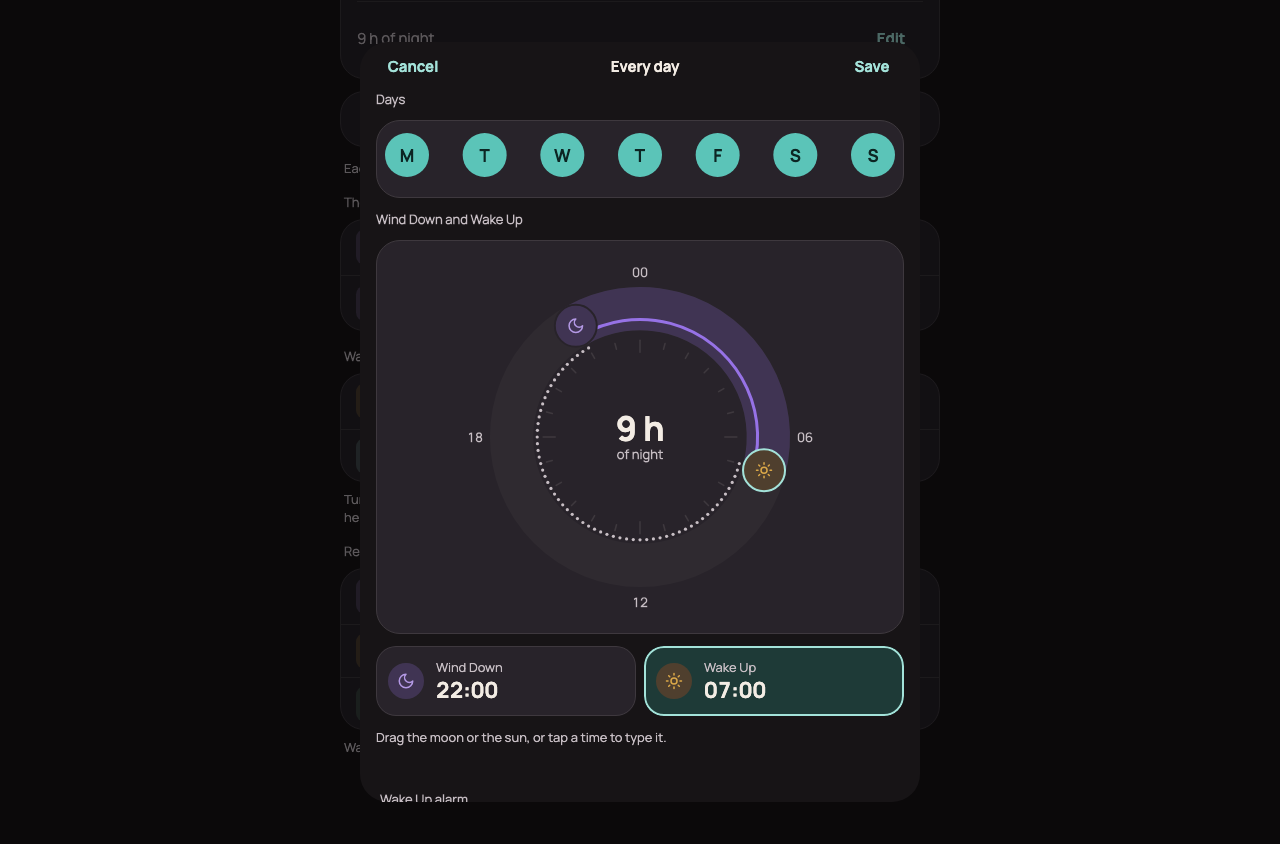 9 h of night
Edit
Cancel
Every day
Save
Days
M T W T F S S
Wind Down and Wake Up
00
18
06
9 h
of night
12
Wind Down
22:00
Wake Up
07:00
Drag the moon or the sun, or tap a time to type it.
Wake Up alarm